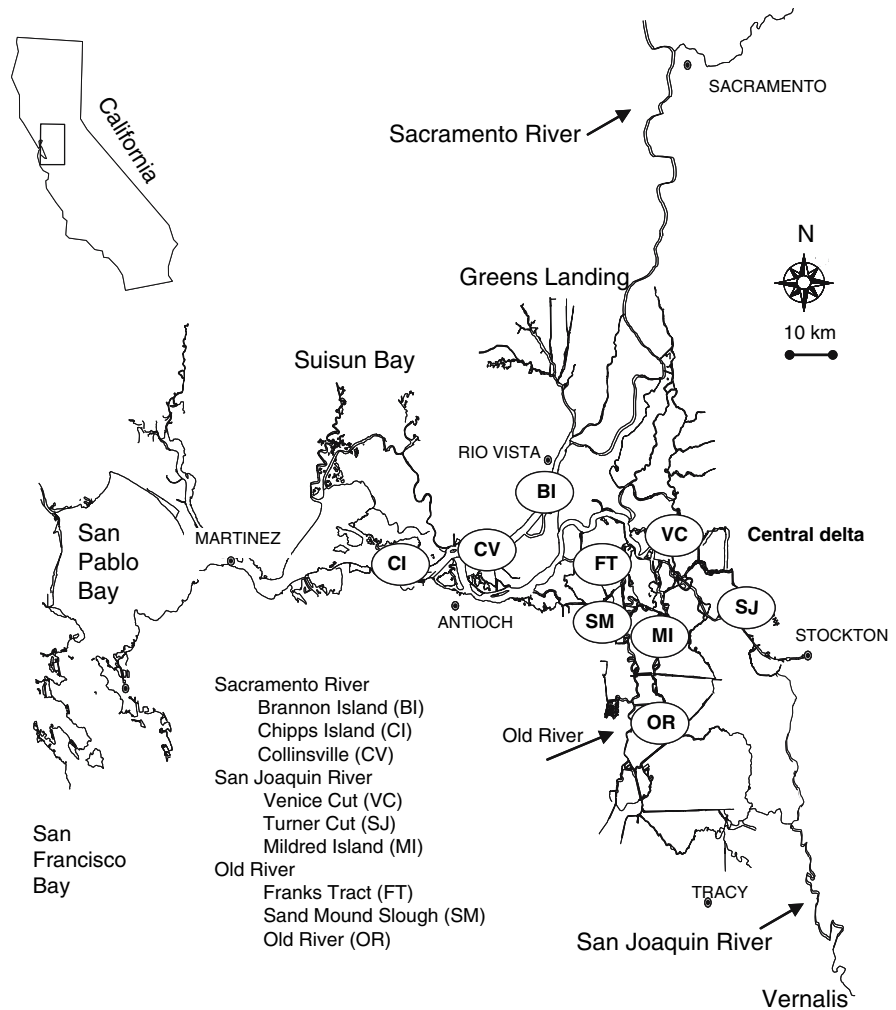 California
SACRAMENTO
Sacramento River
N
10 km
Greens Landing
Suisun Bay
RIO VISTA
BI
San
Pablo
Bay
MARTINEZ
CI
CV
VC
FT
Central delta
SJ
SM
MI
ANTIOCH
STOCKTON
OR
Old River
Sacramento River
Brannon Island (BI)
Chipps Island (CI)
Collinsville (CV)
San Joaquin River
Venice Cut (VC)
Turner Cut (SJ)
Mildred Island (MI)
Old River
Franks Tract (FT)
Sand Mound Slough (SM)
Old River (OR)
San
Francisco
Bay
TRACY
San Joaquin River
Vernalis